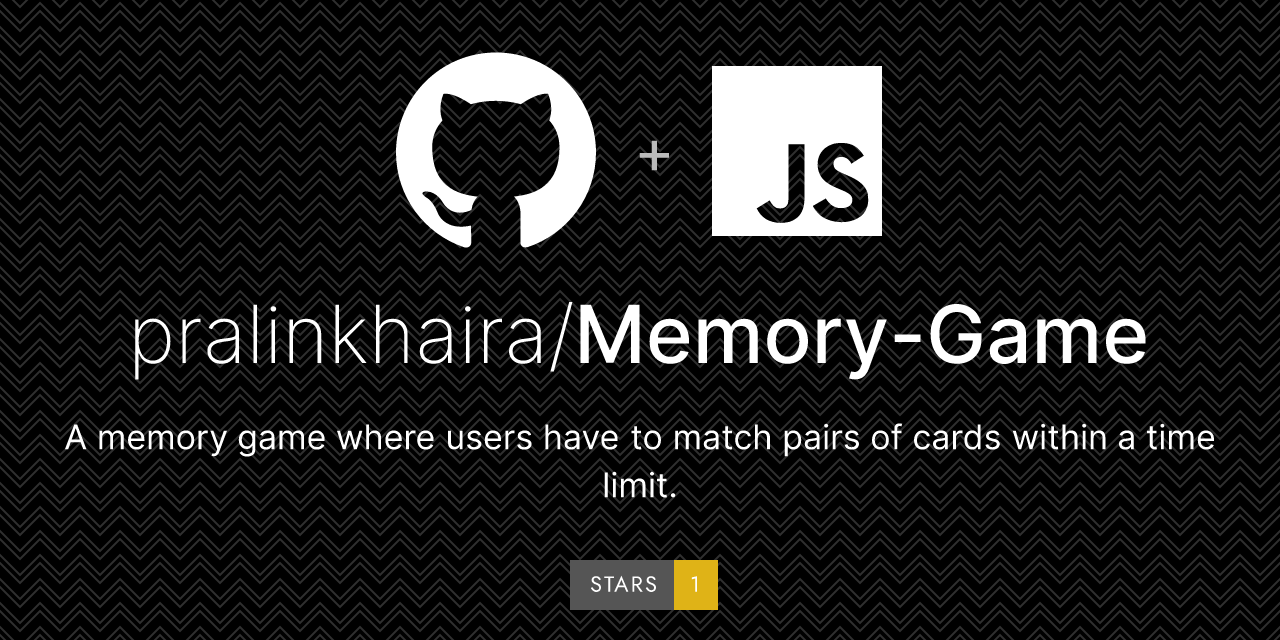 +
JS
pralinkhaira/Memory-Game
A memory game where users have to match pairs of cards within a time
limit.
STARS 1